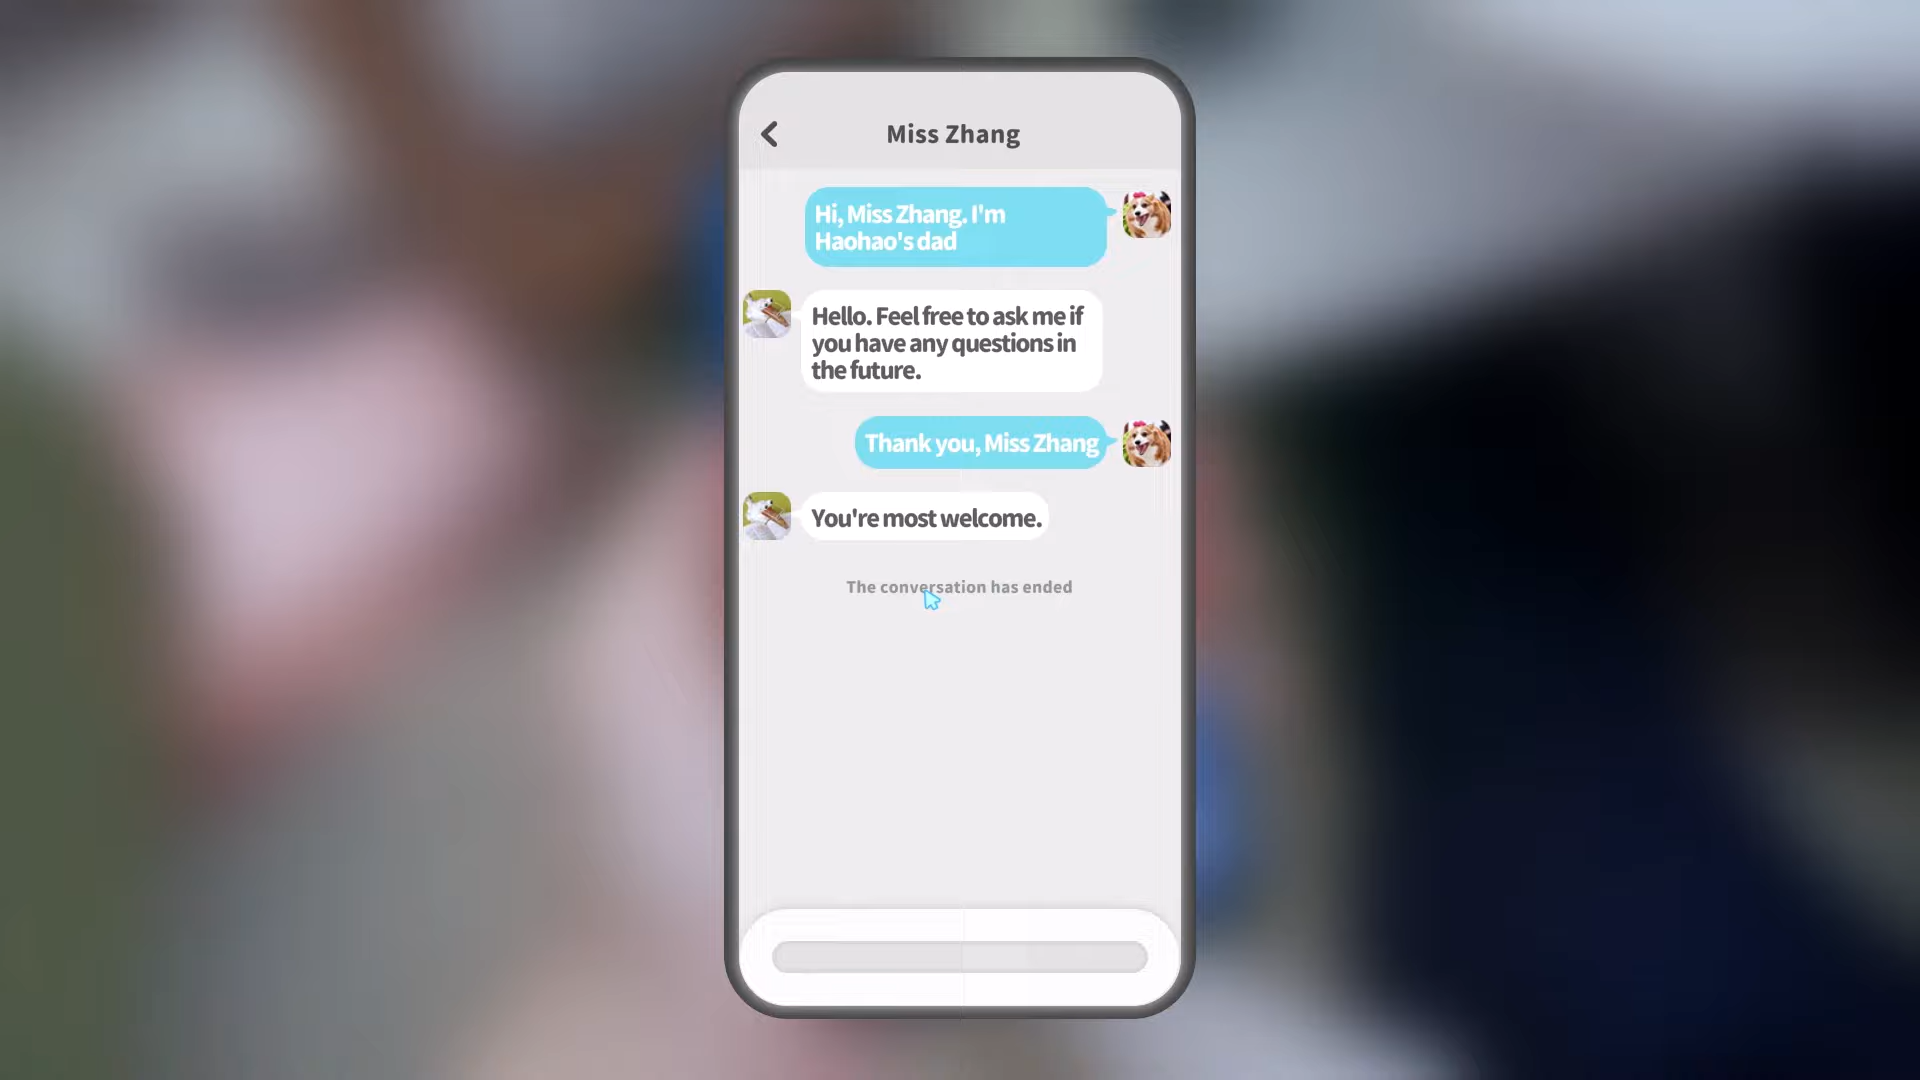 Miss Zhang
Hi, Miss Zhang. I'm
Haohao's dad
Hello. Feel free to ask me if
you have any questions in
the future.
Thank you, Miss Zhang
You're most welcome.
The conversation has ended